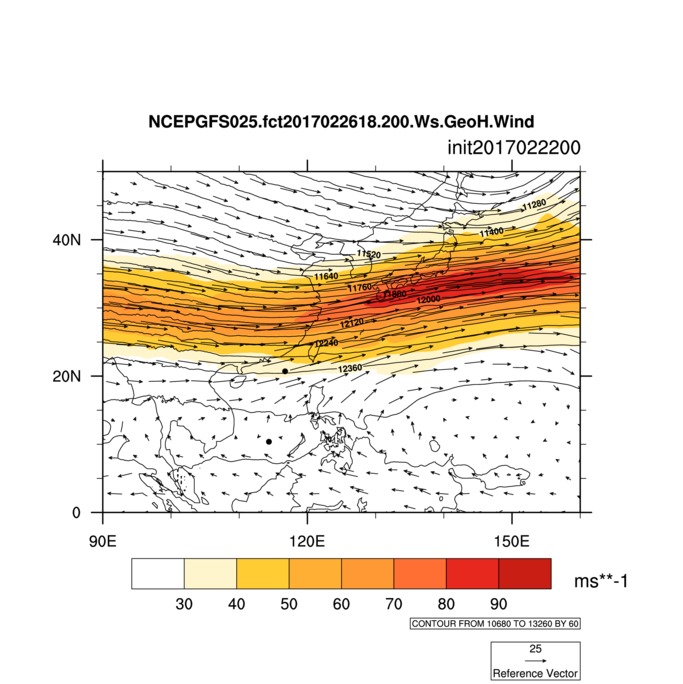 NCEPGFS025.fct2017022618.200.Ws.GeoH.Wind
init2017022200
11280
40N
11400
11520
11640
11760
11880
12000
12120
12240
12360
20N
0
90E 120E 150E
30 40 50 60 70 80 90
ms**-1
CONTOUR FROM 10680 TO 13260 BY 60
25
Reference Vector